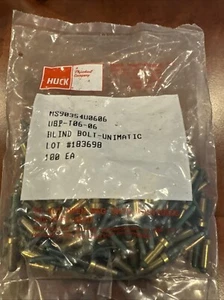 HUCK
MS90354U0606
UBP-T06-06
BLIND BOLT-UNIMATIC
LOT #183698
100 EA